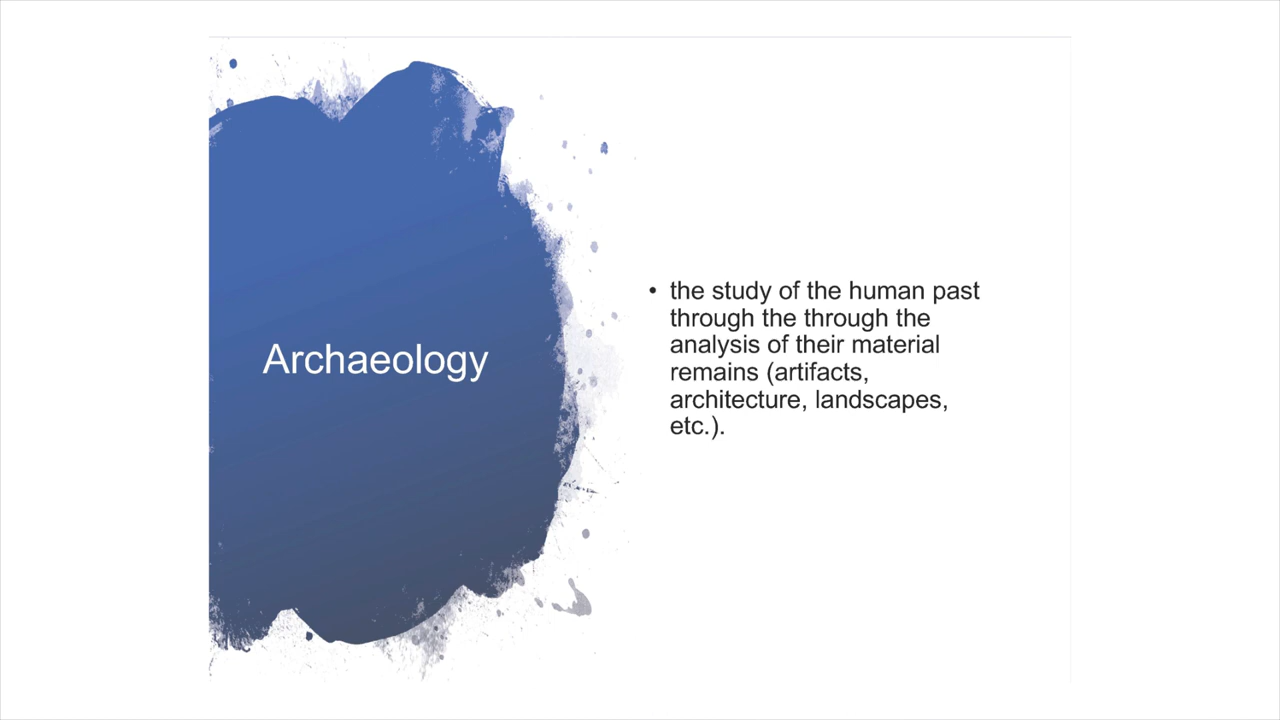 Archaeology
• the study of the human past
through the through the
analysis of their material
remains (artifacts,
architecture, landscapes,
etc.).